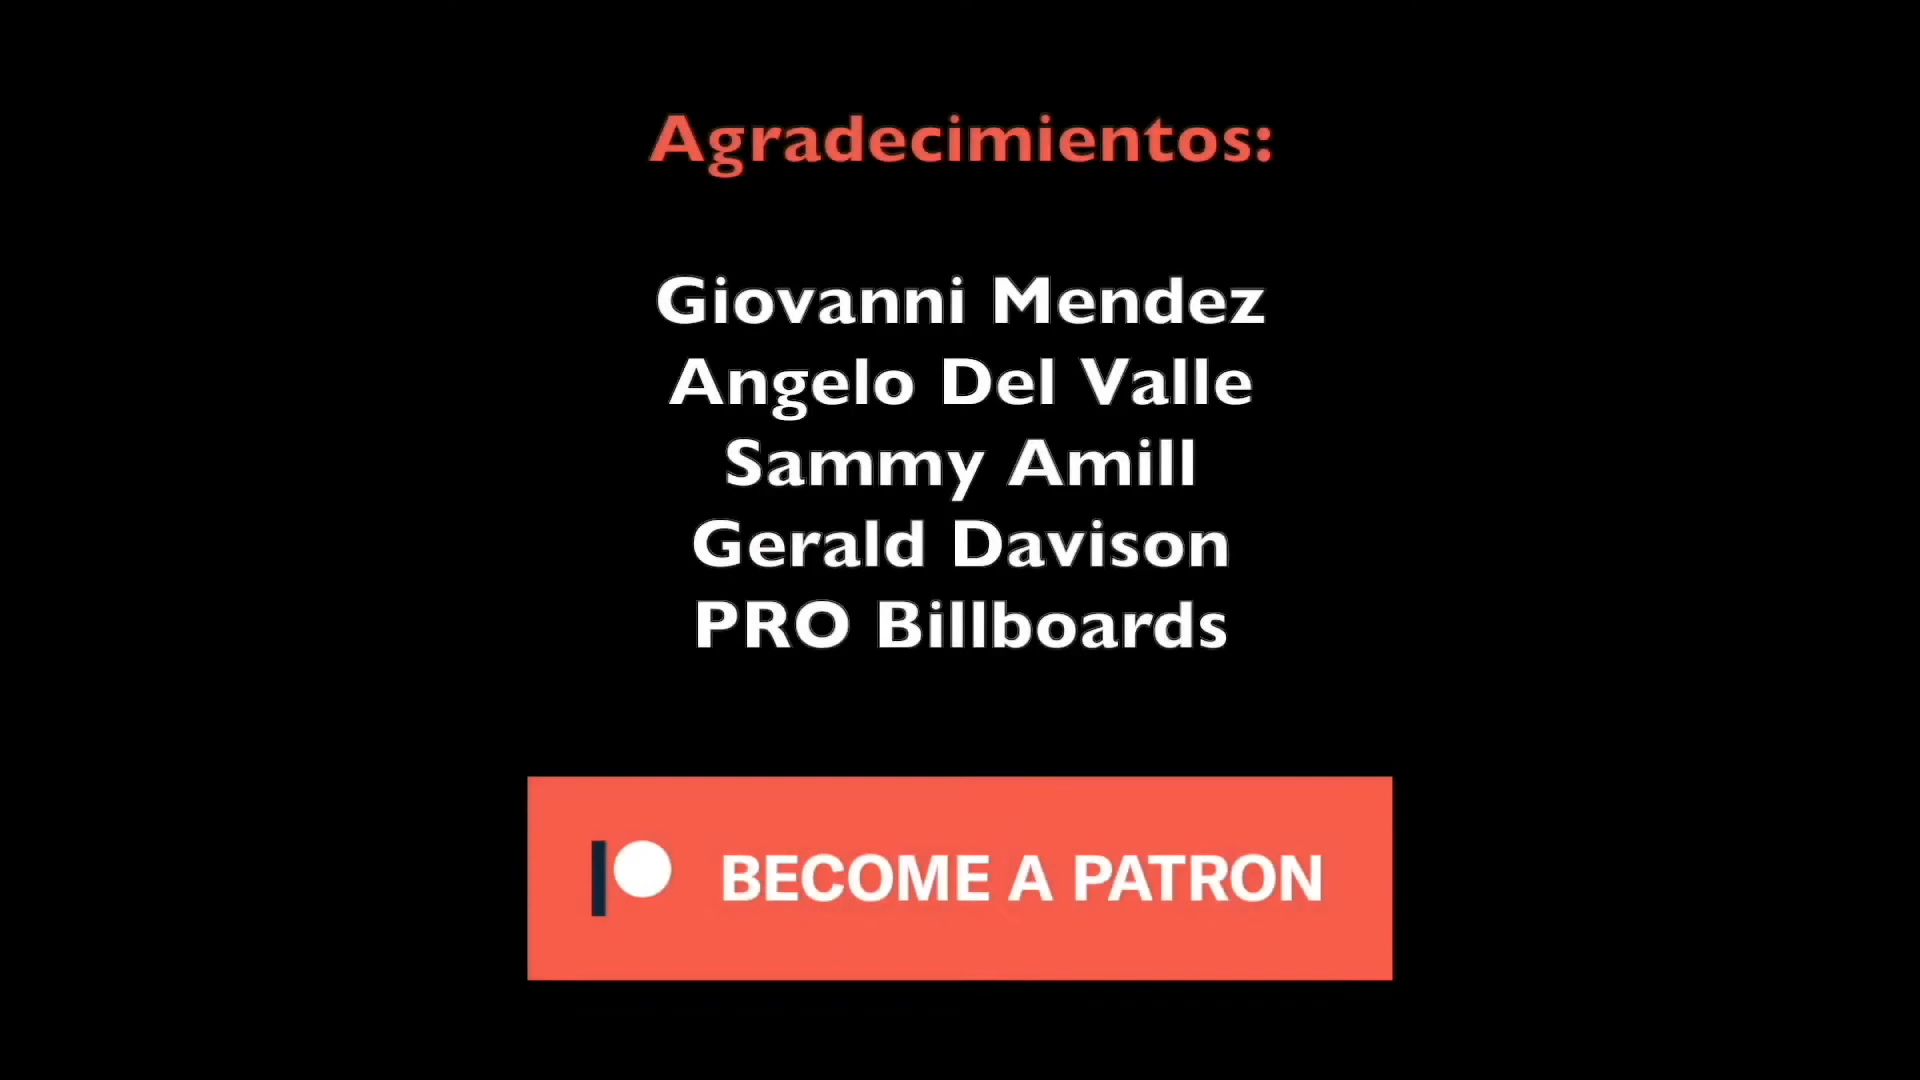 Agradecimientos:
Giovanni Mendez
Angelo Del Valle
Sammy Amill
Gerald Davison
PRO Billboards
BECOME A PATRON